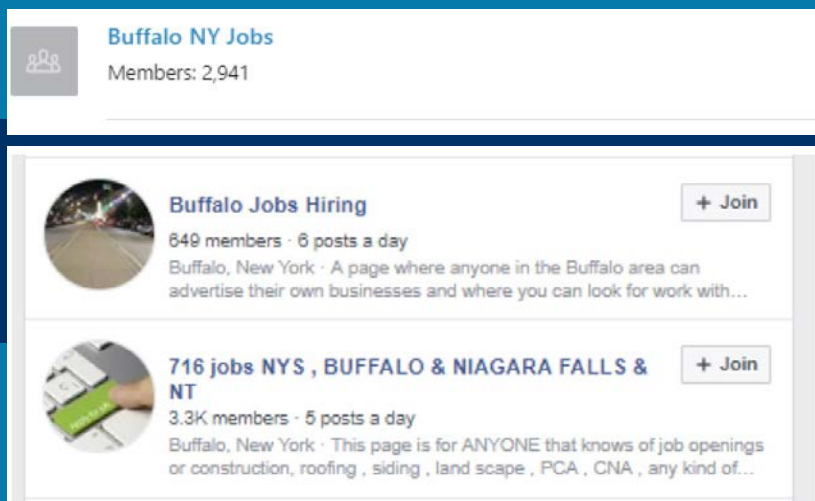 Buffalo NY Jobs
Members: 2,941
Buffalo Jobs Hiring
+ Join
649 members · 6 posts a day
Buffalo, New York · A page where anyone in the Buffalo area can
advertise their own businesses and where you can look for work with...
716 jobs NYS , BUFFALO & NIAGARA FALLS &
NT
+ Join
3.3K members · 5 posts a day
Buffalo, New York · This page is for ANYONE that knows of job openings
or construction, roofing , siding , land scape , PCA , CNA , any kind of...